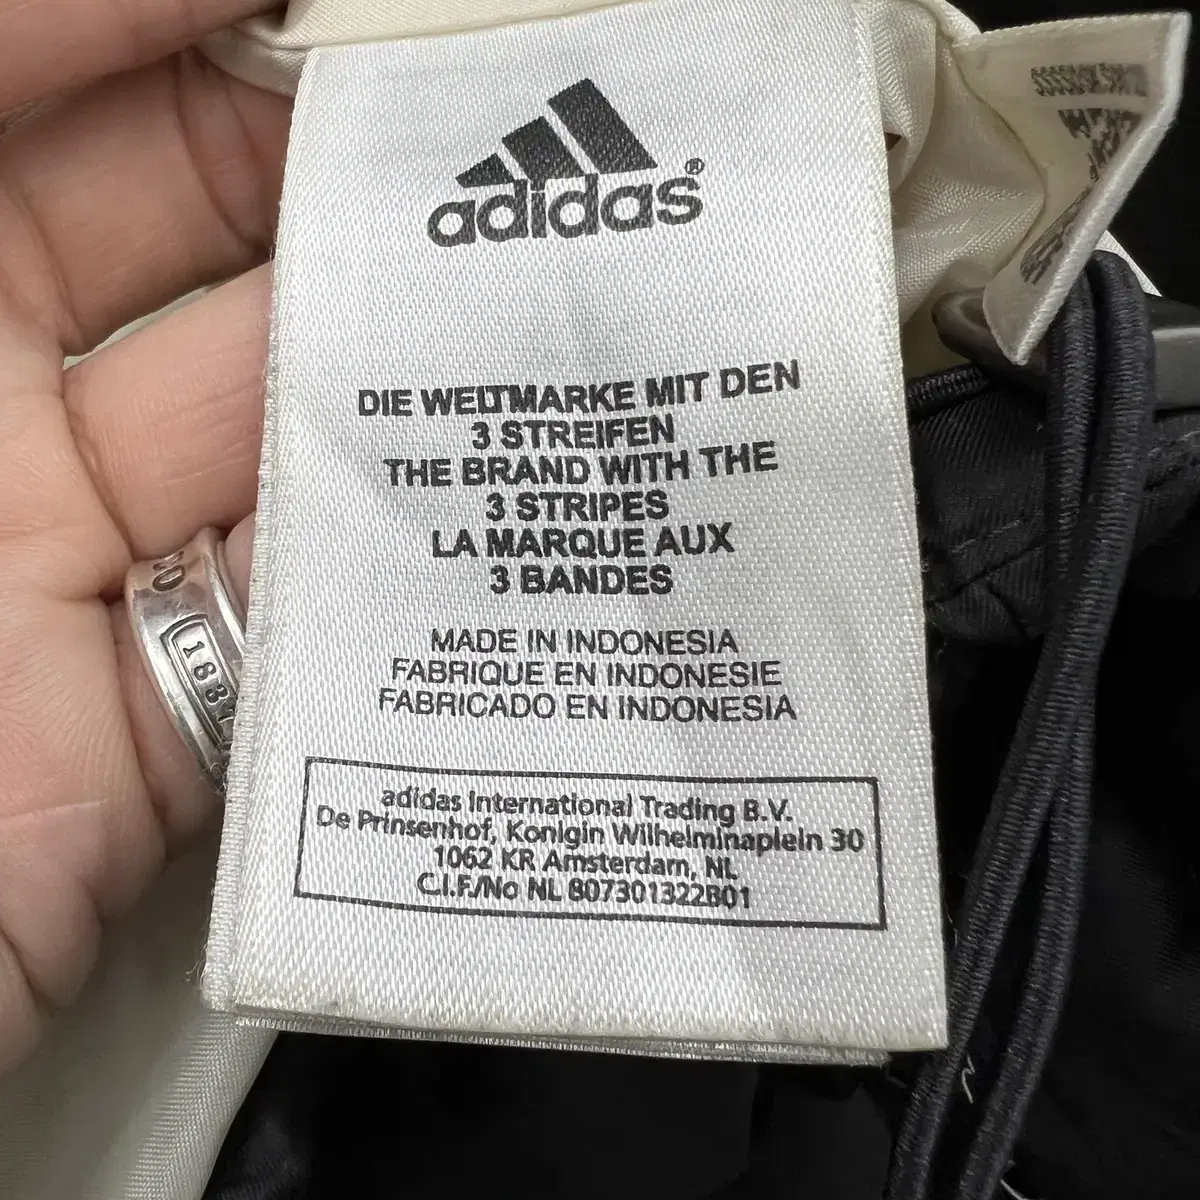 adidas®
DIE WELTMARKE MIT DEN
3 STREIFEN
THE BRAND WITH THE
3 STRIPES
LA MARQUE AUX
3 BANDES
MADE IN INDONESIA
FABRIQUE EN INDONESIE
FABRICADO EN INDONESIA
adidas International Trading B.V.
De Prinsenhof, Konigin Wilhelminaplein 30
1062 KR Amsterdam, NL
C.I.F./No NL 807301322B01
1837